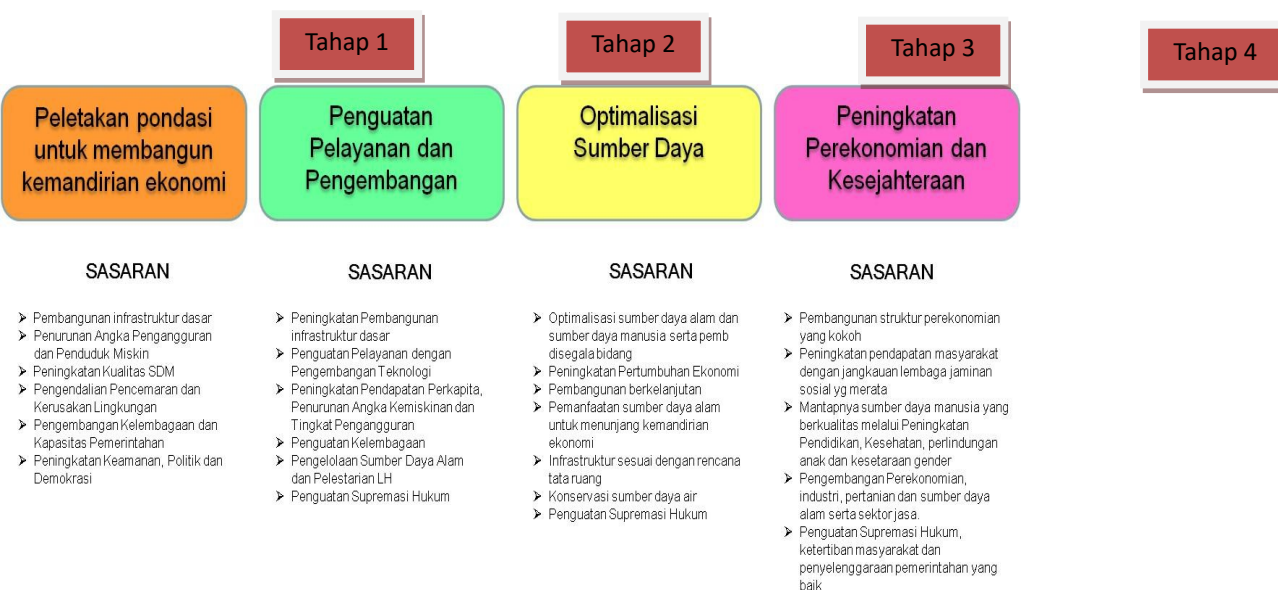 Tahap 1
Tahap 2
Tahap 3
Tahap 4
Peletakan pondasi
untuk membangun
kemandirian ekonomi
Penguatan
Pelayanan dan
Pengembangan
Optimalisasi
Sumber Daya
Peningkatan
Perekonomian dan
Kesejahteraan
SASARAN
➢ Pembangunan infrastruktur dasar
➢ Penurunan Angka Pengangguran
dan Penduduk Miskin
➢ Peningkatan Kualitas SDM
➢ Pengendalian Pencemaran dan
Kerusakan Lingkungan
➢ Pengembangan Kelembagaan dan
Kapasitas Pemerintahan
➢ Peningkatan Keamanan, Politik dan
Demokrasi
SASARAN
➢ Peningkatan Pembangunan
infrastruktur dasar
➢ Penguatan Pelayanan dengan
Pengembangan Teknologi
➢ Peningkatan Pendapatan Perkapita,
Penurunan Angka Kemiskinan dan
Tingkat Pengangguran
➢ Penguatan Kelembagaan
➢ Pengelolaan Sumber Daya Alam
dan Pelestarian LH
➢ Penguatan Supremasi Hukum
SASARAN
➢ Optimalisasi sumber daya alam dan
sumber daya manusia serta pemb
disegala bidang
➢ Peningkatan Pertumbuhan Ekonomi
➢ Pembangunan berkelanjutan
➢ Pemanfaatan sumber daya alam
untuk menunjang kemandirian
ekonomi
➢ Infrastruktur sesuai dengan rencana
tata ruang
➢ Konservasi sumber daya air
➢ Penguatan Supremasi Hukum
SASARAN
➢ Pembangunan struktur perekonomian
yang kokoh
➢ Peningkatan pendapatan masyarakat
dengan jangkauan lembaga jaminan
sosial yg merata
➢ Mantapnya sumber daya manusia yang
berkualitas melalui Peningkatan
Pendidikan, Kesehatan, perlindungan
anak dan kesetaraan gender
➢ Pengembangan Perekonomian,
industri, pertanian dan sumber daya
alam serta sektor jasa.
➢ Penguatan Supremasi Hukum,
ketertiban masyarakat dan
penyelenggaraan pemerintahan yang
baik